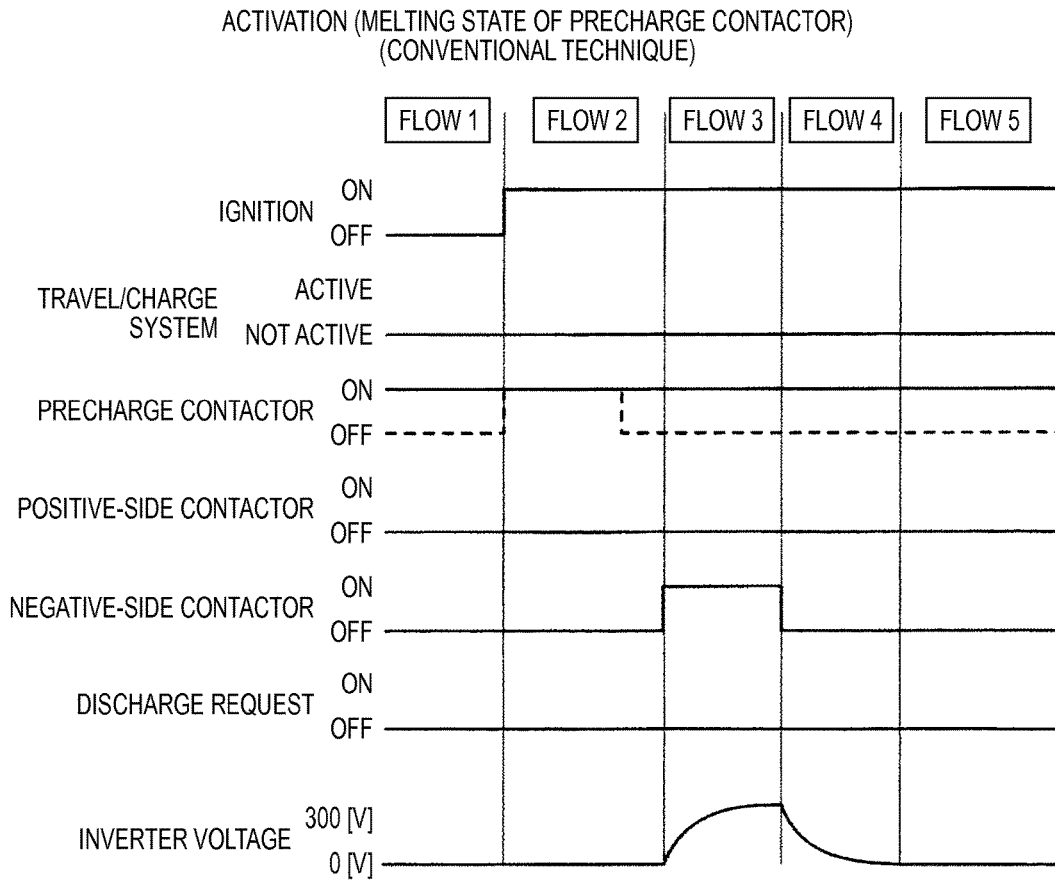 ACTIVATION (MELTING STATE OF PRECHARGE CONTACTOR)
(CONVENTIONAL TECHNIQUE)
FLOW 1 FLOW 2 FLOW 3 FLOW 4 FLOW 5
IGNITION
ON
OFF
TRAVEL/CHARGE
SYSTEM
ACTIVE
NOT ACTIVE
PRECHARGE CONTACTOR
ON
OFF
POSITIVE-SIDE CONTACTOR
ON
OFF
NEGATIVE-SIDE CONTACTOR
ON
OFF
DISCHARGE REQUEST
ON
OFF
INVERTER VOLTAGE
300 [V]
0 [V]